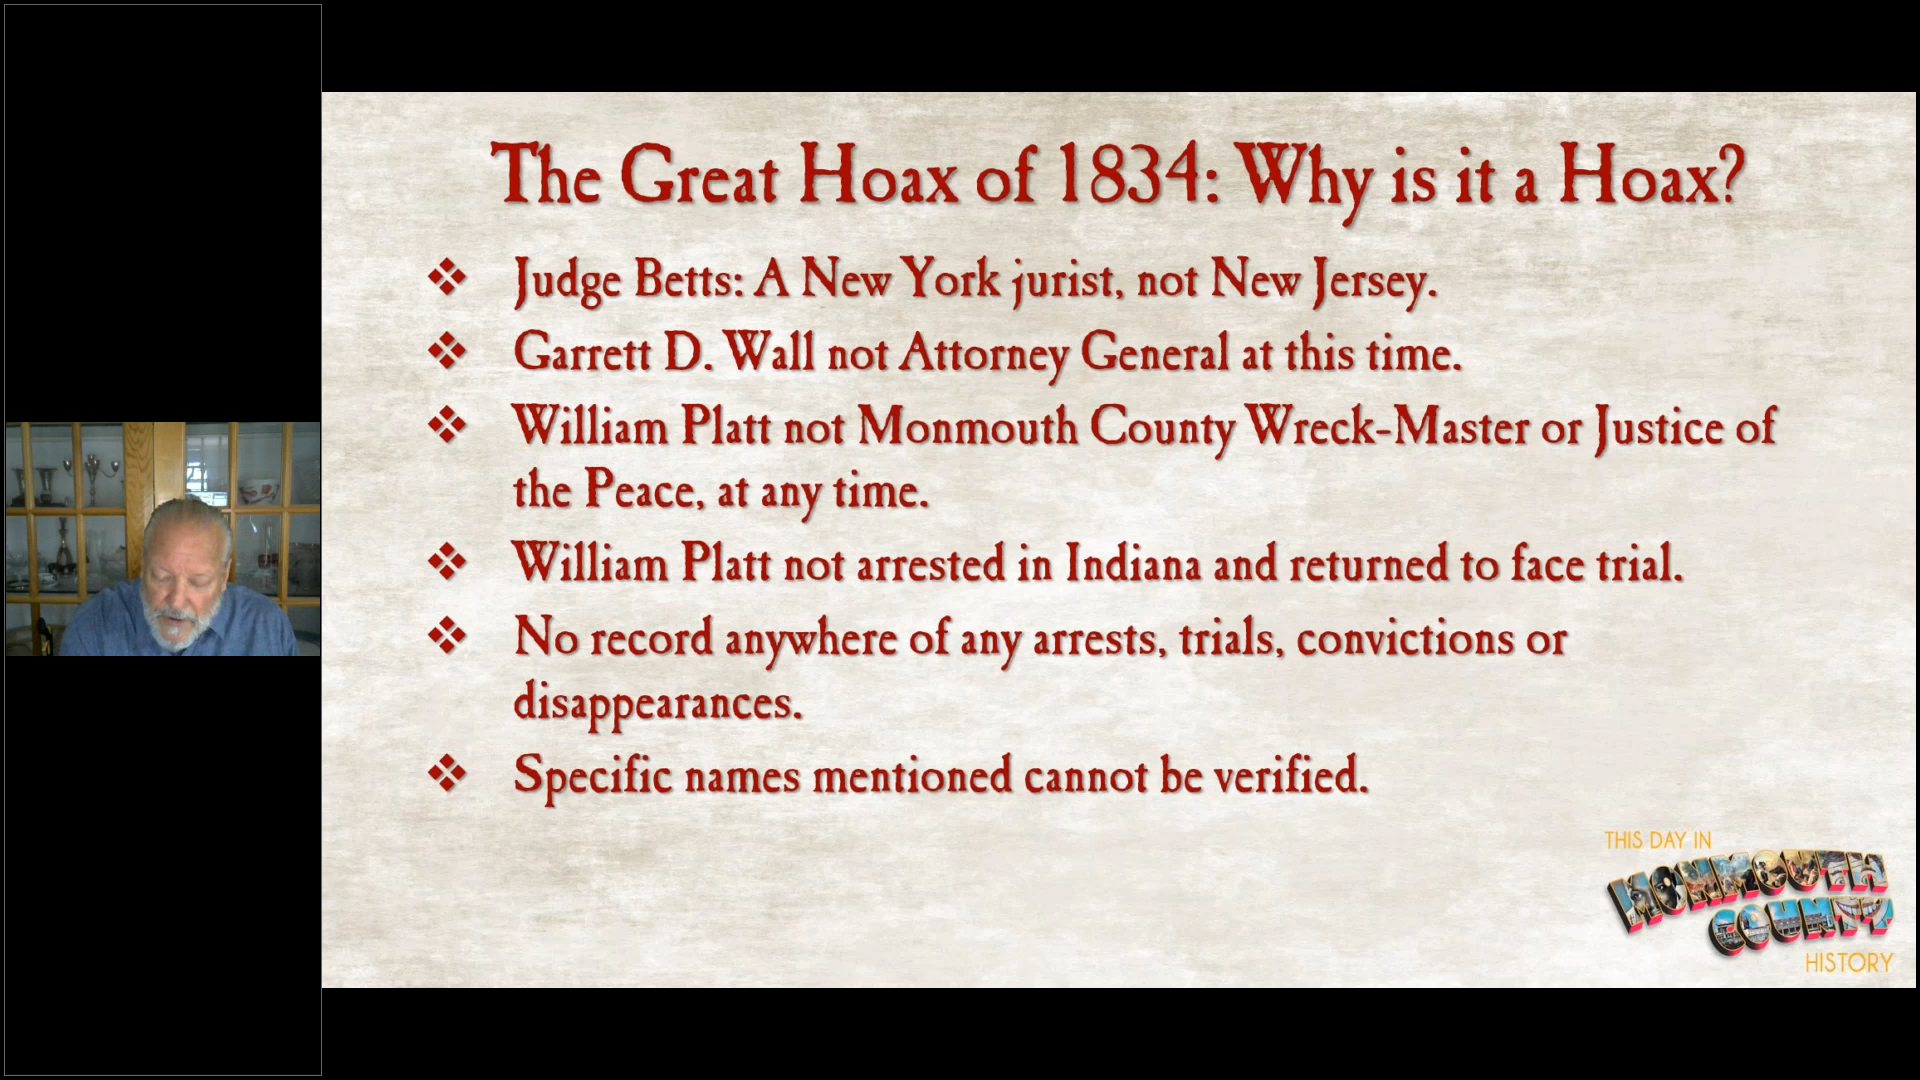 The Great Hoax of 1834: Why is it a Hoax?
❖ Judge Betts: A New York jurist, not New Jersey.
❖ Garrett D. Wall not Attorney General at this time.
❖ William Platt not Monmouth County Wreck-Master or Justice of
the Peace, at any time.
❖ William Platt not arrested in Indiana and returned to face trial.
❖ No record anywhere of any arrests, trials, convictions or
disappearances.
❖ Specific names mentioned cannot be verified.
THIS DAY IN
MONMOUTH
COUNTY
HISTORY